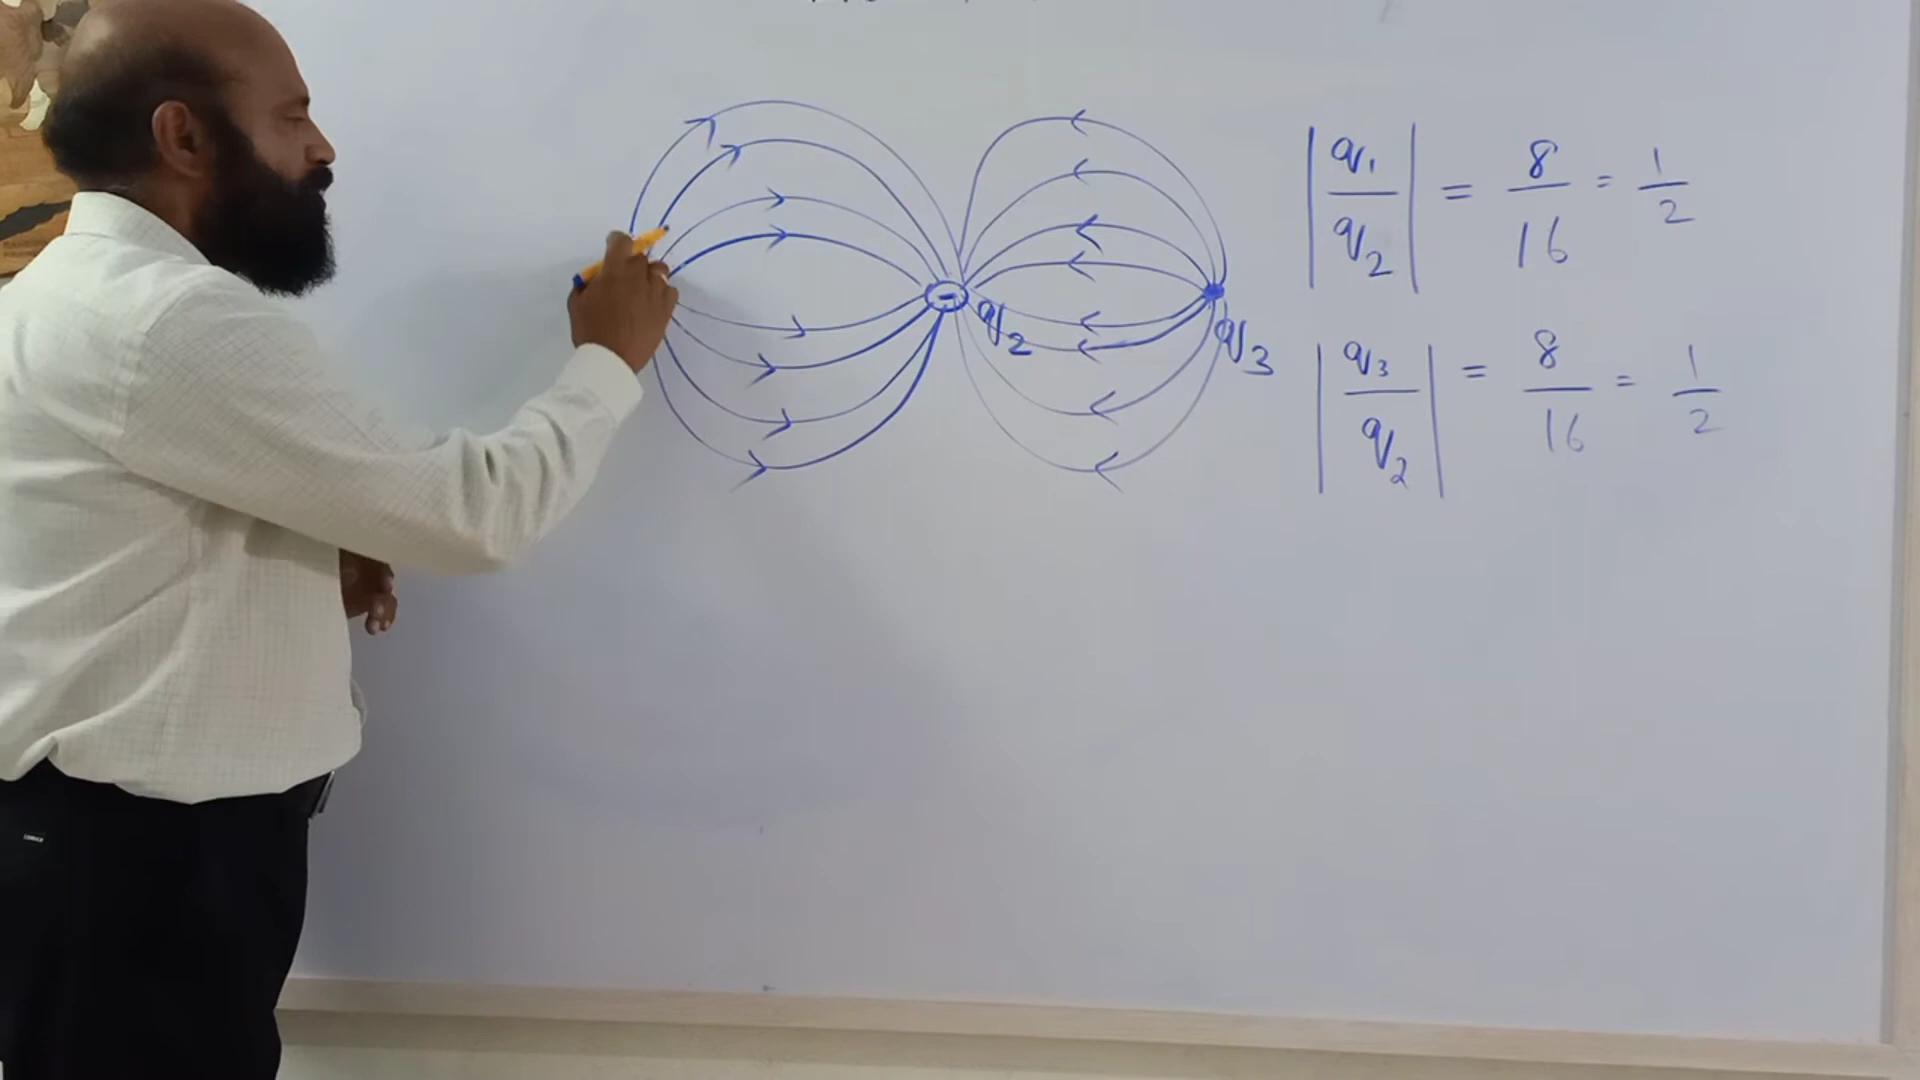 |q₁/q₂| = 8/16 = 1/2
− q₂
q₃
|q₃/q₂| = 8/16 = 1/2